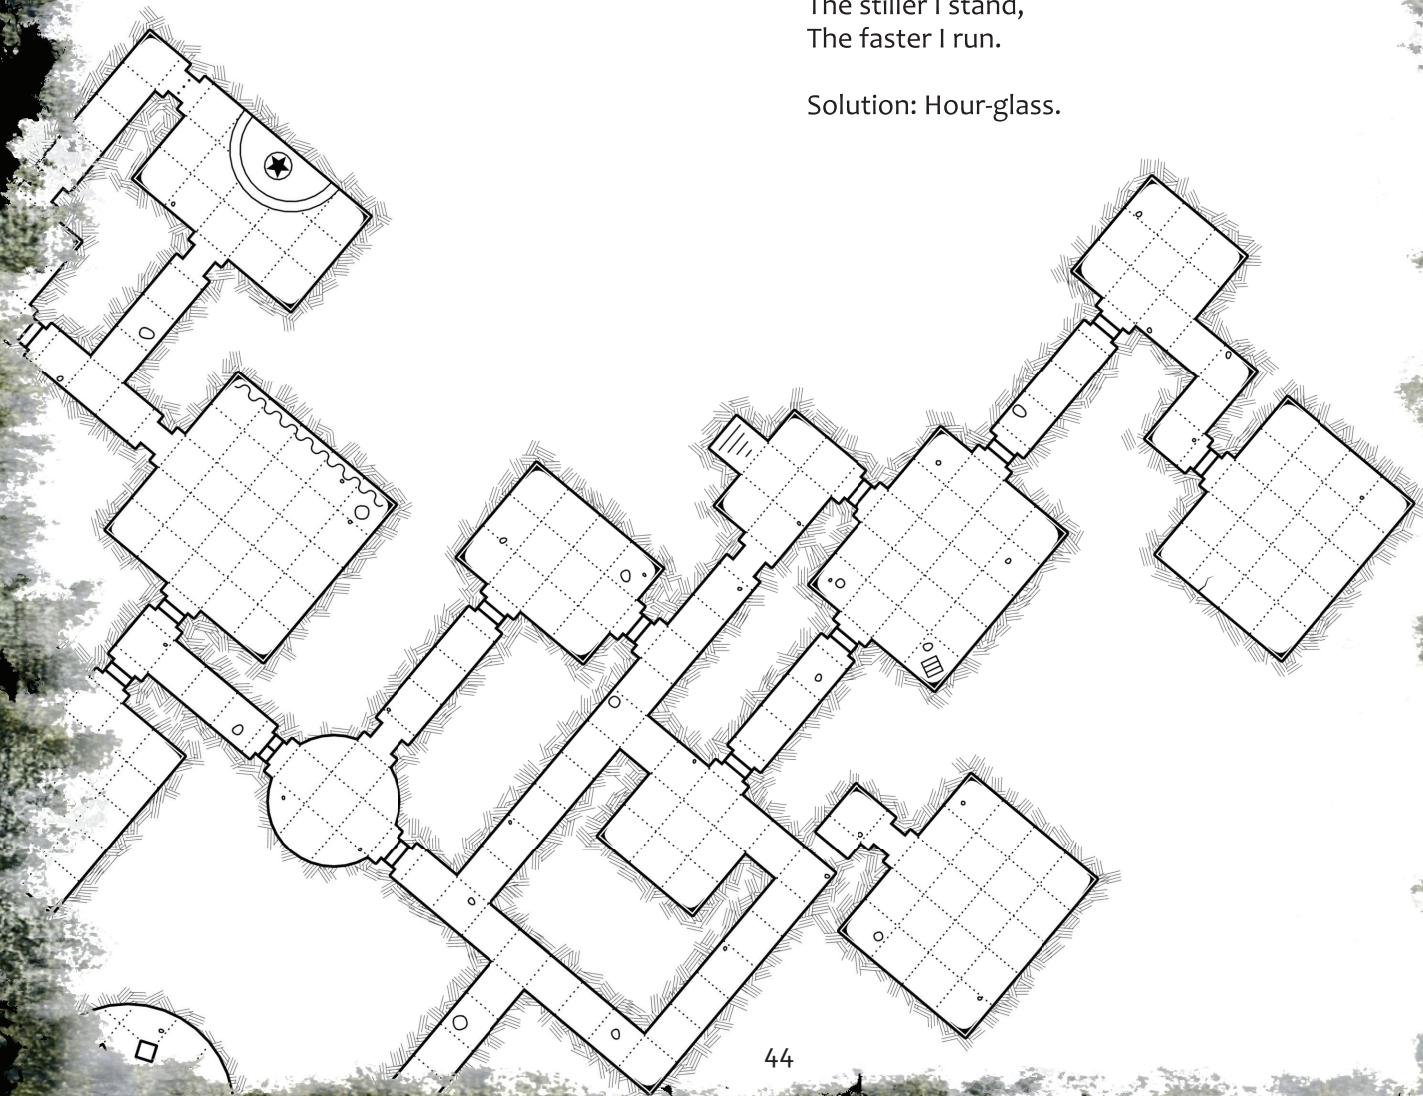 The stiller I stand,
The faster I run.
Solution: Hour-glass.
44